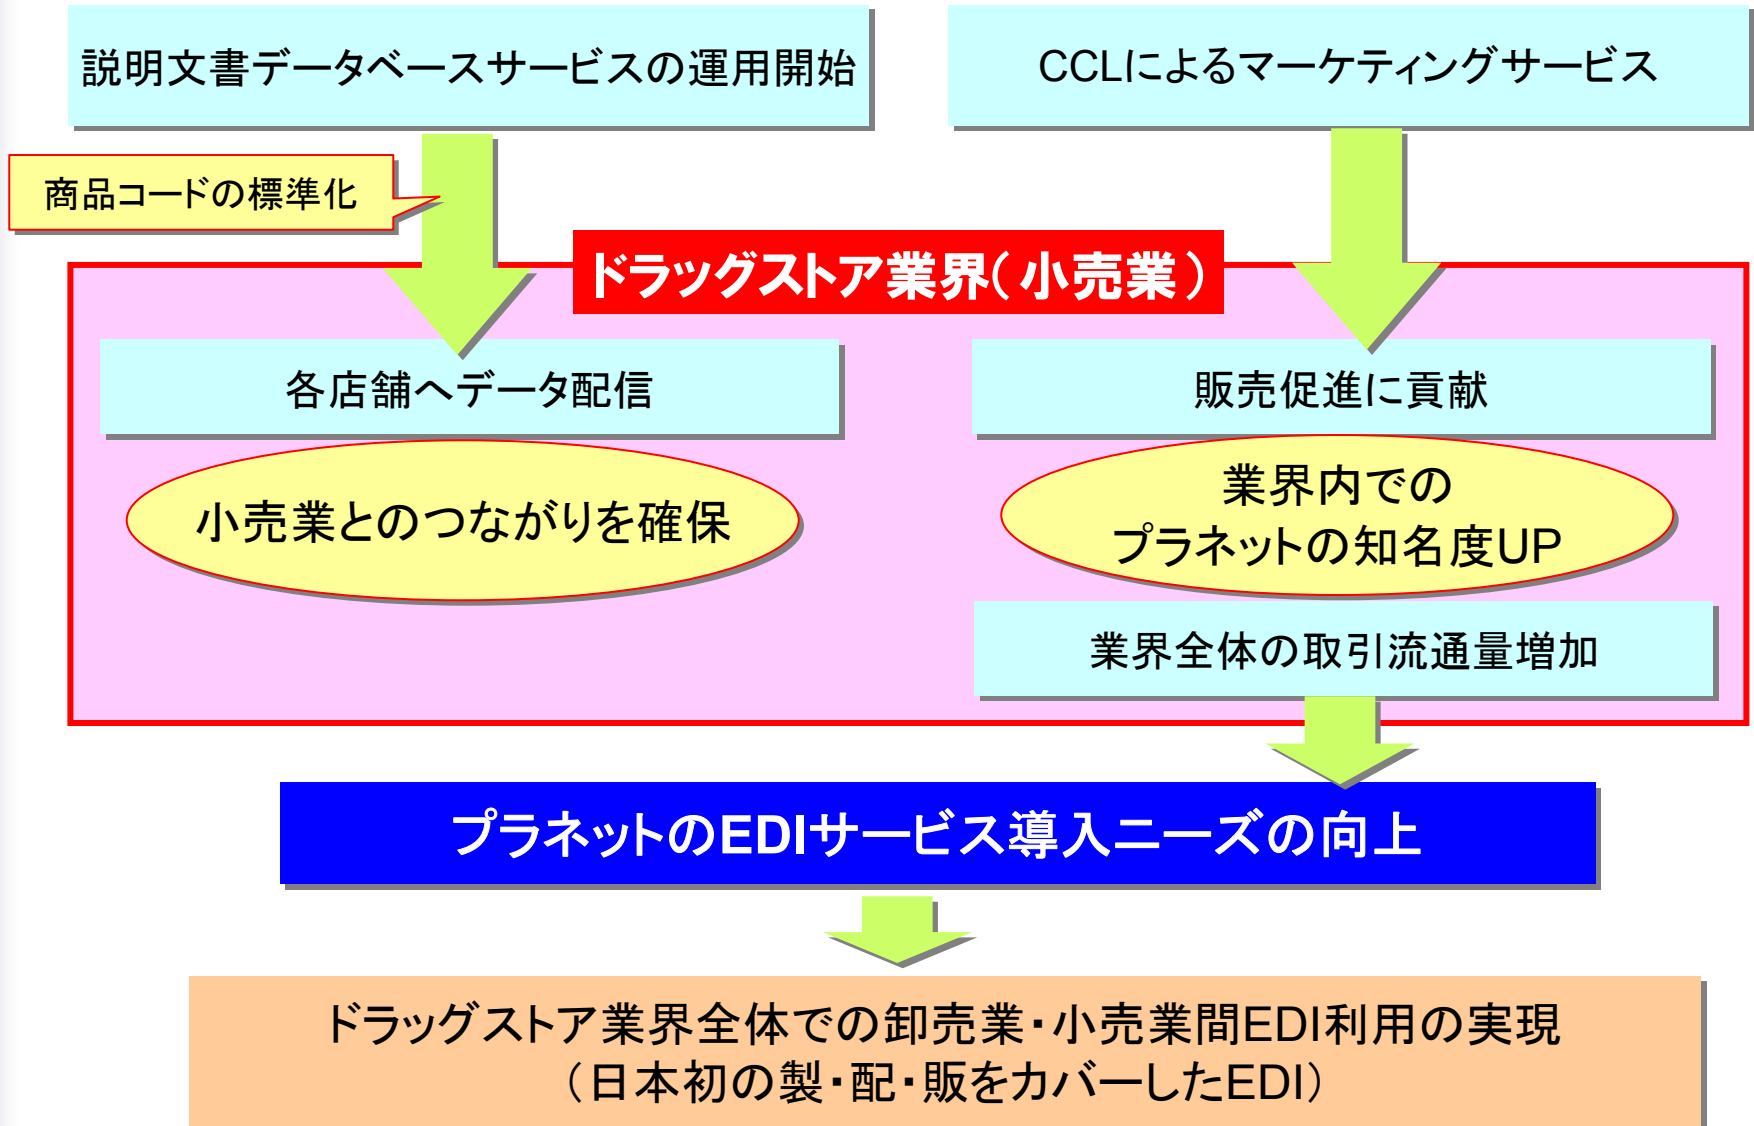 説明文書データベースサービスの運用開始
CCLによるマーケティングサービス
商品コードの標準化
ドラッグストア業界(小売業)
各店舗へデータ配信
販売促進に貢献
小売業とのつながりを確保
業界内での
プラネットの知名度UP
業界全体の取引流通量増加
プラネットのEDIサービス導入ニーズの向上
ドラッグストア業界全体での卸売業・小売業間EDI利用の実現
(日本初の製・配・販をカバーしたEDI)